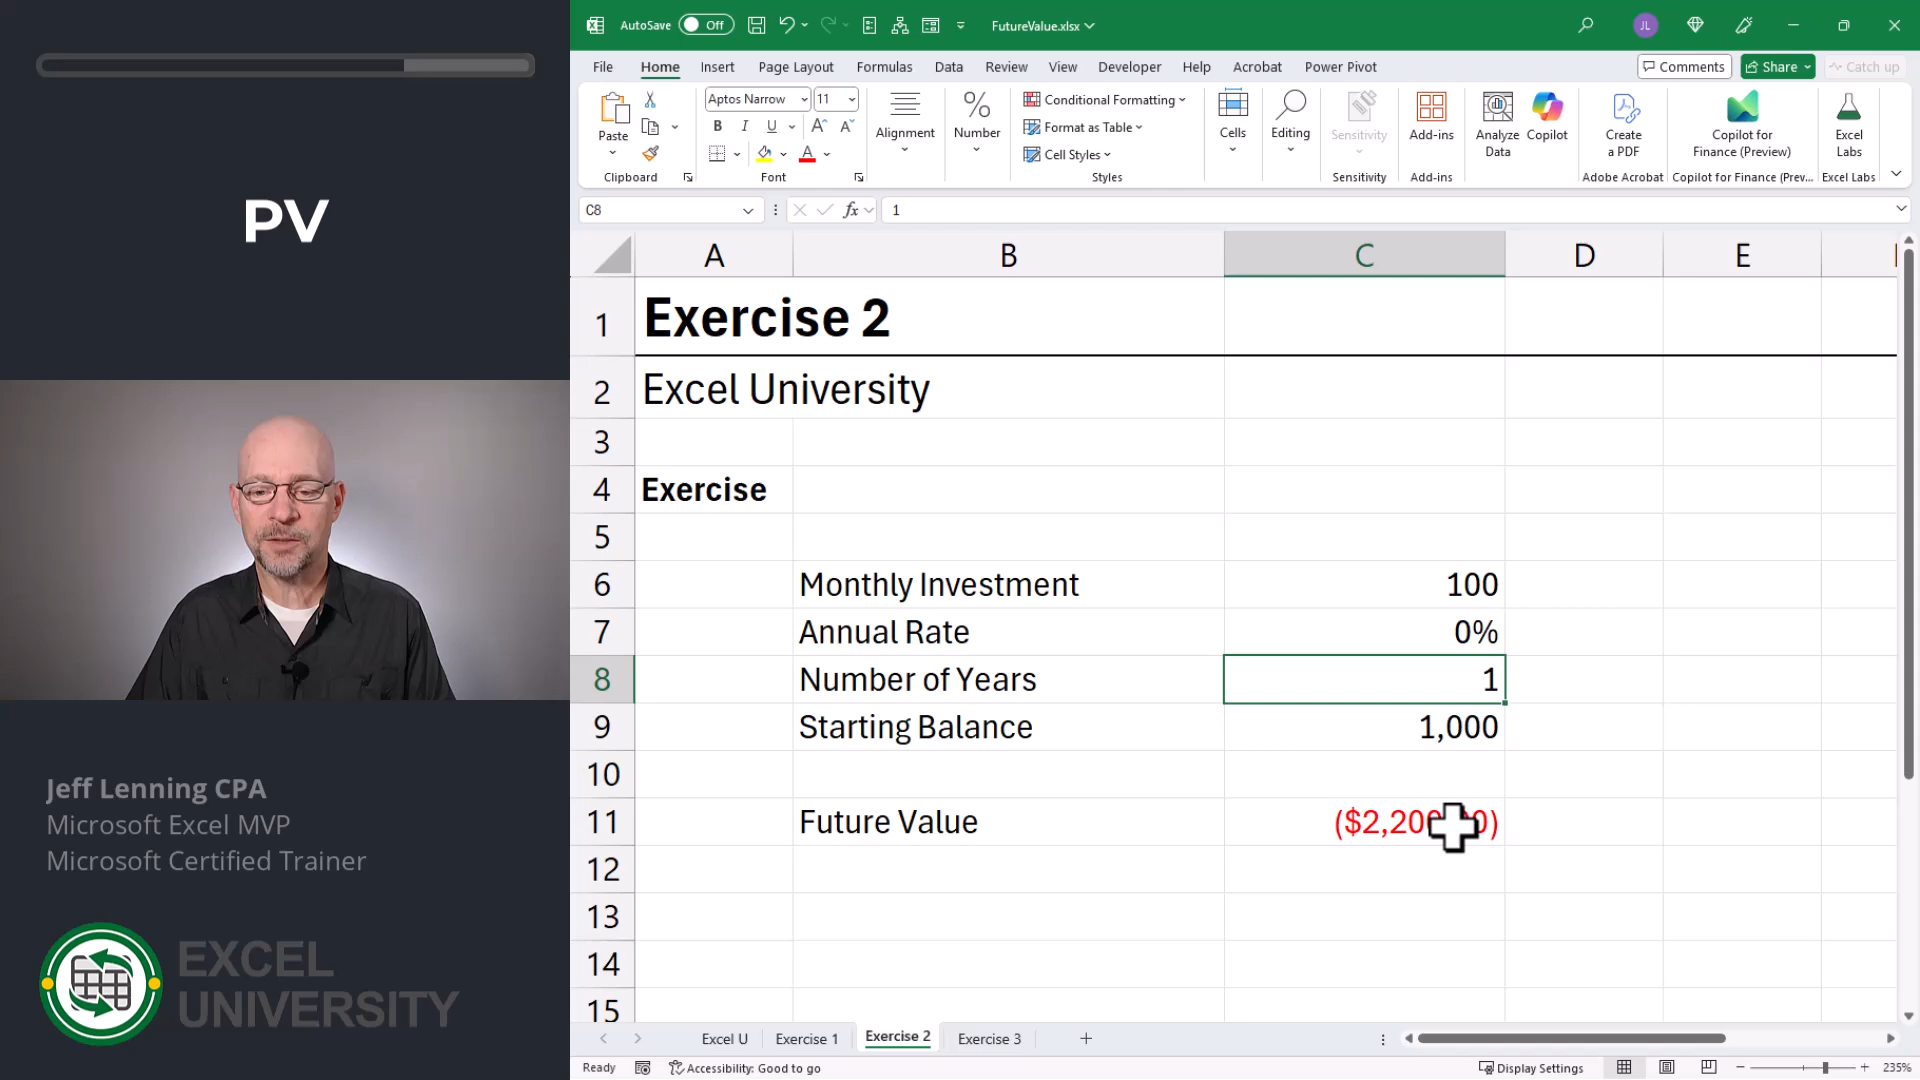 PV
Jeff Lenning CPA
Microsoft Excel MVP
Microsoft Certified Trainer
EXCEL
UNIVERSITY
AutoSave Off FutureValue.xlsx JL
File Home Insert Page Layout Formulas Data Review View Developer Help Acrobat Power Pivot Comments Share Catch up
Paste
Clipboard
Aptos Narrow 11
B I U A A
A
Font
Alignment
Number
%
Conditional Formatting
Format as Table
Cell Styles
Styles
Cells
Editing
Sensitivity
Sensitivity
Add-ins
Add-ins
Analyze
Data
Copilot
Create
a PDF
Adobe Acrobat
Copilot for
Finance (Preview)
Copilot for Finance (Prev...
Excel
Labs
Excel Labs
C8 fx 1
A B C D E
1 Exercise 2
2 Excel University
3
4 Exercise
5
6 Monthly Investment 100
7 Annual Rate 0%
8 Number of Years 1
9 Starting Balance 1,000
10
11 Future Value
12
13
14
15
Excel U Exercise 1 Exercise 2 Exercise 3
Ready Accessibility: Good to go Display Settings 235%